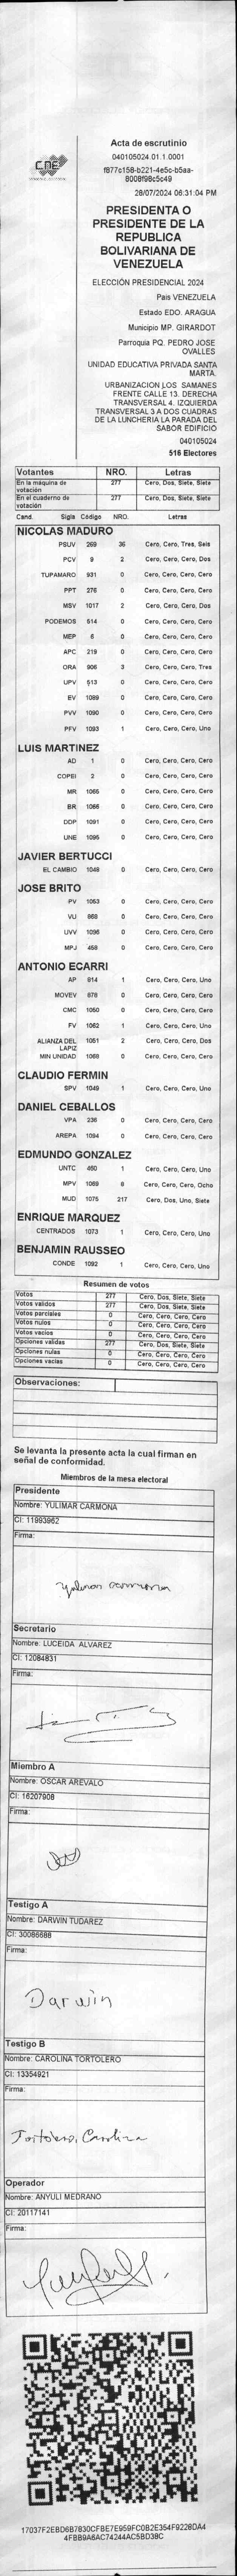 CNE
Acta de escrutinio
040105024.01.1.0001
f877c158-b221-4e5c-b5aa-
8008f98c5c49
28/07/2024 06:31:04 PM
PRESIDENTA O
PRESIDENTE DE LA
REPUBLICA
BOLIVARIANA DE
VENEZUELA
ELECCIÓN PRESIDENCIAL 2024
Pais VENEZUELA
Estado EDO. ARAGUA
Municipio MP. GIRARDOT
Parroquia PQ. PEDRO JOSE
OVALLES
UNIDAD EDUCATIVA PRIVADA SANTA
MARTA.
URBANIZACION LOS SAMANES
FRENTE CALLE 13. DERECHA
TRANSVERSAL 4. IZQUIERDA
TRANSVERSAL 3 A DOS CUADRAS
DE LA LUNCHERIA LA PARADA DEL
SABOR EDIFICIO
040105024
516 Electores
Votantes NRO. Letras
En la máquina de votación 277 Cero, Dos, Siete, Siete
En el cuaderno de votación 277 Cero, Dos, Siete, Siete
Cand. Sigla Código NRO. Letras
NICOLAS MADURO
PSUV 269 36 Cero, Cero, Tres, Seis
PCV 9 2 Cero, Cero, Cero, Dos
TUPAMARO 931 0 Cero, Cero, Cero, Cero
PPT 276 0 Cero, Cero, Cero, Cero
MSV 1017 2 Cero, Cero, Cero, Dos
PODEMOS 514 0 Cero, Cero, Cero, Cero
MEP 6 0 Cero, Cero, Cero, Cero
APC 219 0 Cero, Cero, Cero, Cero
ORA 906 3 Cero, Cero, Cero, Tres
UPV 513 0 Cero, Cero, Cero, Cero
EV 1089 0 Cero, Cero, Cero, Cero
PVV 1090 0 Cero, Cero, Cero, Cero
PFV 1093 1 Cero, Cero, Cero, Uno
LUIS MARTINEZ
AD 1 0 Cero, Cero, Cero, Cero
COPEI 2 0 Cero, Cero, Cero, Cero
MR 1065 0 Cero, Cero, Cero, Cero
BR 1066 0 Cero, Cero, Cero, Cero
DDP 1091 0 Cero, Cero, Cero, Cero
UNE 1095 0 Cero, Cero, Cero, Cero
JAVIER BERTUCCI
EL CAMBIO 1048 0 Cero, Cero, Cero, Cero
JOSE BRITO
PV 1053 0 Cero, Cero, Cero, Cero
VU 868 0 Cero, Cero, Cero, Cero
UVV 1096 0 Cero, Cero, Cero, Cero
MPJ 458 0 Cero, Cero, Cero, Cero
ANTONIO ECARRI
AP 614 1 Cero, Cero, Cero, Uno
MOVEV 678 0 Cero, Cero, Cero, Cero
CMC 1050 0 Cero, Cero, Cero, Cero
FV 1062 1 Cero, Cero, Cero, Uno
ALIANZA DEL LAPIZ 1051 2 Cero, Cero, Cero, Dos
MIN UNIDAD 1068 0 Cero, Cero, Cero, Cero
CLAUDIO FERMIN
SPV 1049 1 Cero, Cero, Cero, Uno
DANIEL CEBALLOS
VPA 236 0 Cero, Cero, Cero, Cero
AREPA 1094 0 Cero, Cero, Cero, Cero
EDMUNDO GONZALEZ
UNTC 460 1 Cero, Cero, Cero, Uno
MPV 1069 8 Cero, Cero, Cero, Ocho
MUD 1075 217 Cero, Dos, Uno, Siete
ENRIQUE MARQUEZ
CENTRADOS 1073 1 Cero, Cero, Cero, Uno
BENJAMIN RAUSSEO
CONDE 1092 1 Cero, Cero, Cero, Uno
Resumen de votos
Votos 277 Cero, Dos, Siete, Siete
Votos validos 277 Cero, Dos, Siete, Siete
Votos parciales 0 Cero, Cero, Cero, Cero
Votos nulos 0 Cero, Cero, Cero, Cero
Votos vacios 0 Cero, Cero, Cero, Cero
Opciones validas 277 Cero, Dos, Siete, Siete
Opciones nulas 0 Cero, Cero, Cero, Cero
Opciones vacias 0 Cero, Cero, Cero, Cero
Observaciones:
Se levanta la presente acta la cual firman en
señal de conformidad.
Miembros de la mesa electoral
Presidente
Nombre: YULIMAR CARMONA
CI: 11993962
Firma:
Yulimar Carmona
Secretario
Nombre: LUCEIDA ALVAREZ
CI: 12084831
Firma:
Miembro A
Nombre: OSCAR AREVALO
CI: 16207908
Firma:
Testigo A
Nombre: DARWIN TUDAREZ
CI: 30086688
Firma:
Darwin
Testigo B
Nombre: CAROLINA TORTOLERO
CI: 13354921
Firma:
Tortolero, Carolina
Operador
Nombre: ANYULI MEDRANO
CI: 20117141
Firma:
17037F2EBD6B7830CFBE7E959FC0B2E354F9228DA4
4FBB9A6AC74244AC5BD38C